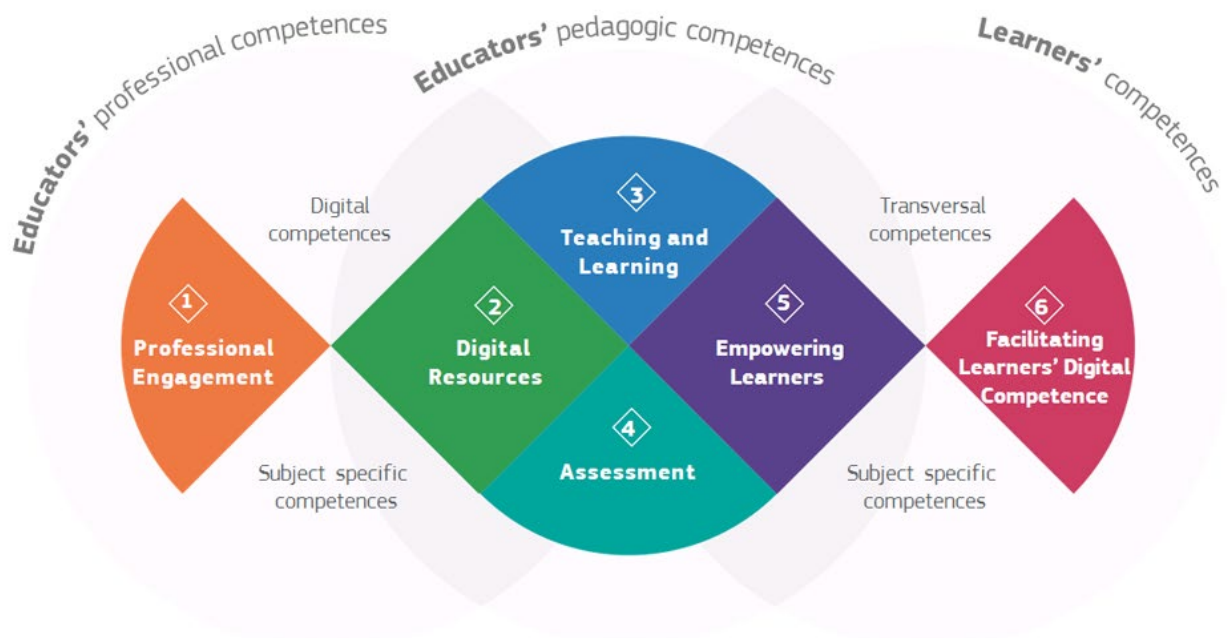 Educators’ professional competences
Educators’ pedagogic competences
Learners’ competences
Digital
competences
Transversal
competences
1
Professional
Engagement
2
Digital
Resources
3
Teaching and
Learning
4
Assessment
5
Empowering
Learners
6
Facilitating
Learners’ Digital
Competence
Subject specific
competences
Subject specific
competences